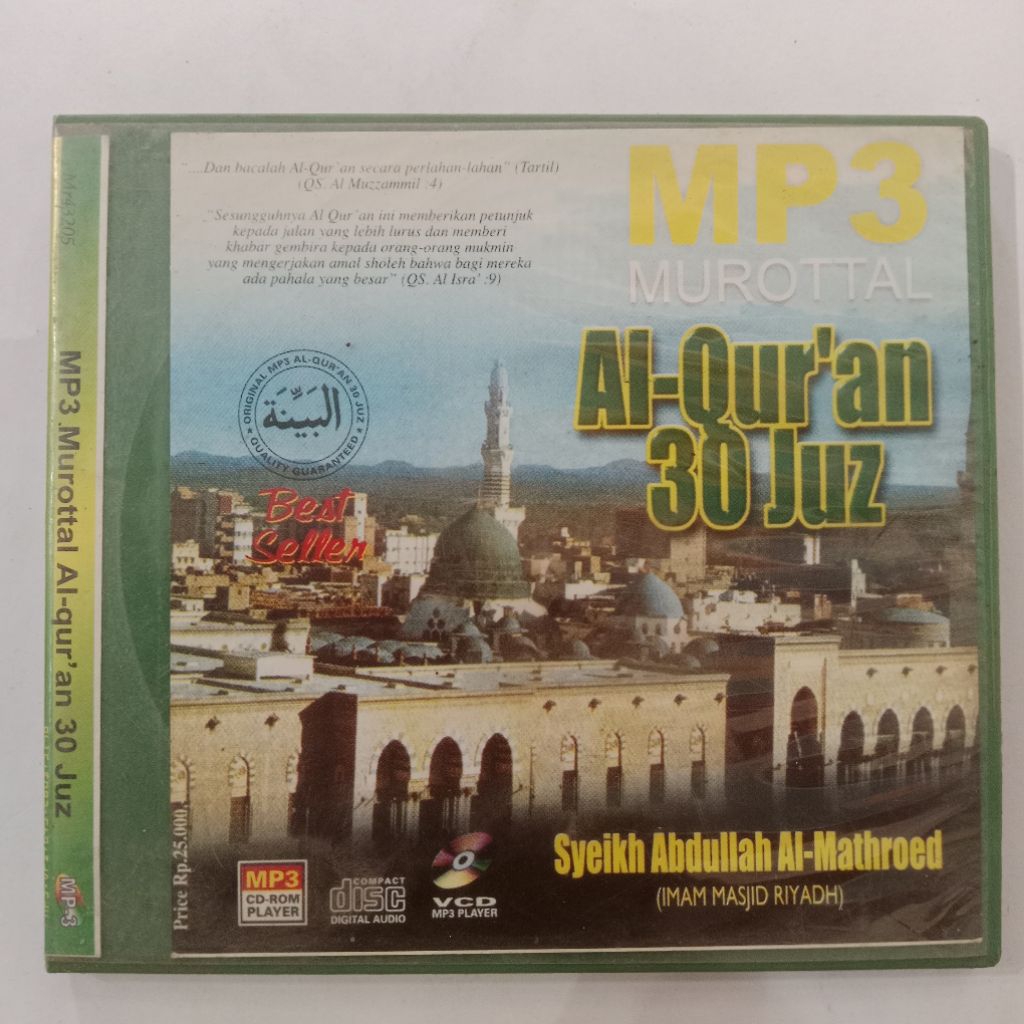 "....Dan bacalah Al-Qur'an secara perlahan-lahan" (Tartil)
(QS. Al Muzzammil :4)
"Sesungguhnya Al Qur'an ini memberikan petunjuk
kepada jalan yang lebih lurus dan memberi
khabar gembira kepada orang-orang mukmin
yang mengerjakan amal sholeh bahwa bagi mereka
ada pahala yang besar" (QS. Al Isra' :9)
MP3
MUROTTAL
Al-Qur'an
30 Juz
ORIGINAL MP3 AL-QUR'AN 30 JUZ
البَيِّنَة
★ QUALITY GUARANTEED ★
Best
Seller
Syeikh Abdullah Al-Mathroed
(IMAM MASJID RIYADH)
Price Rp.25.000,
MP3
CD-ROM
PLAYER
COMPACT
disc
DIGITAL AUDIO
VCD
MP3 PLAYER
MP3 Murottal Al-qur'an 30 Juz
MP3